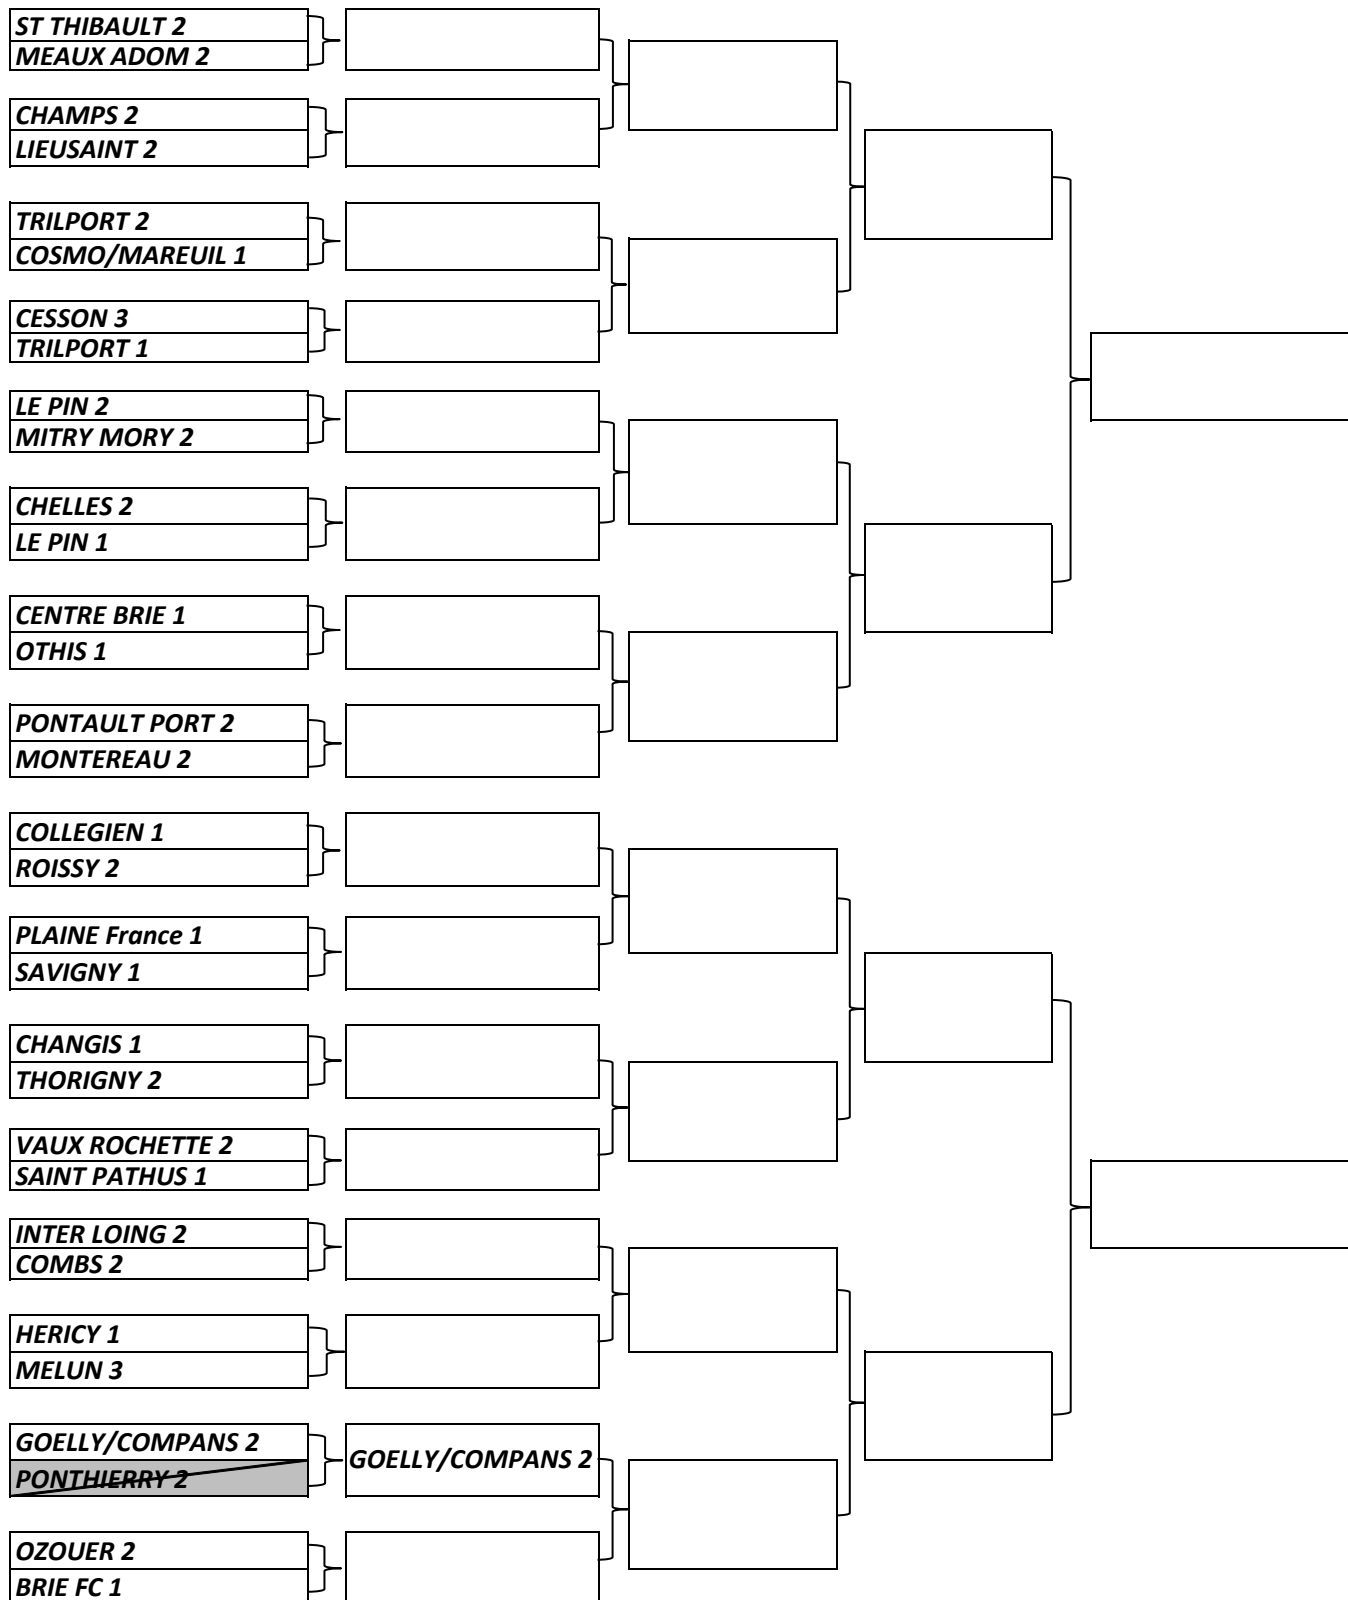 ST THIBAULT 2
MEAUX ADOM 2
CHAMPS 2
LIEUSAINT 2
TRILPORT 2
COSMO/MAREUIL 1
CESSON 3
TRILPORT 1
LE PIN 2
MITRY MORY 2
CHELLES 2
LE PIN 1
CENTRE BRIE 1
OTHIS 1
PONTAULT PORT 2
MONTEREAU 2
COLLEGIEN 1
ROISSY 2
PLAINE France 1
SAVIGNY 1
CHANGIS 1
THORIGNY 2
VAUX ROCHETTE 2
SAINT PATHUS 1
INTER LOING 2
COMBS 2
HERICY 1
MELUN 3
GOELLY/COMPANS 2
PONTHIERRY 2
GOELLY/COMPANS 2
OZOUER 2
BRIE FC 1